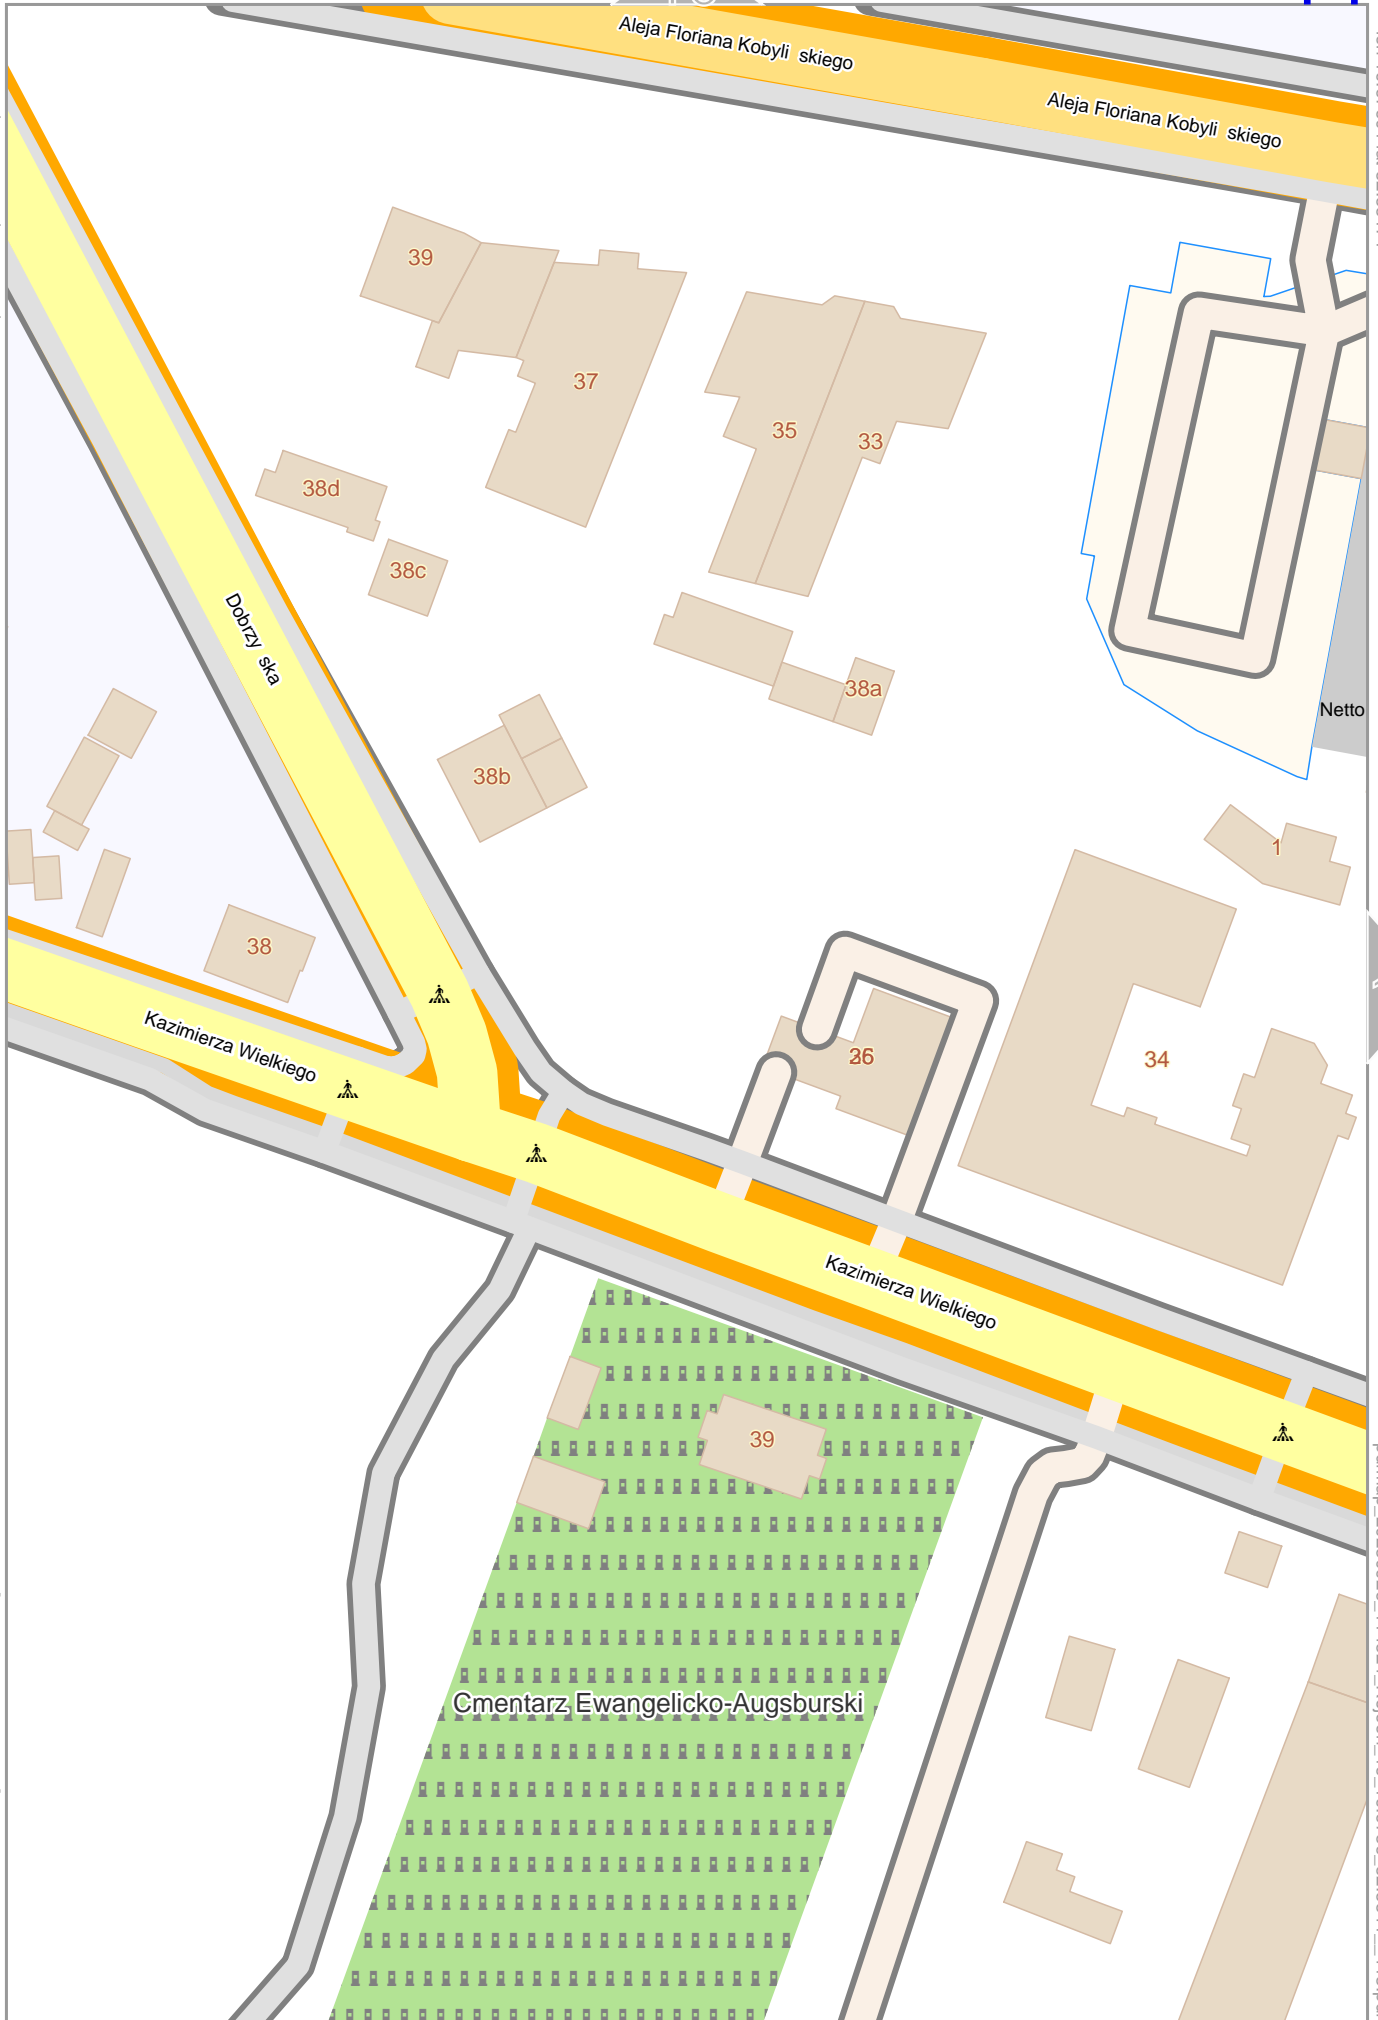 Aleja Floriana Kobyli skiego
Aleja Floriana Kobyli skiego
39
37
35
33
38d
38c
Dobrzy ska
38a
Netto
38b
1
38
Kazimierza Wielkiego
34
Kazimierza Wielkiego
39
Cmentarz Ewangelicko-Augsburski